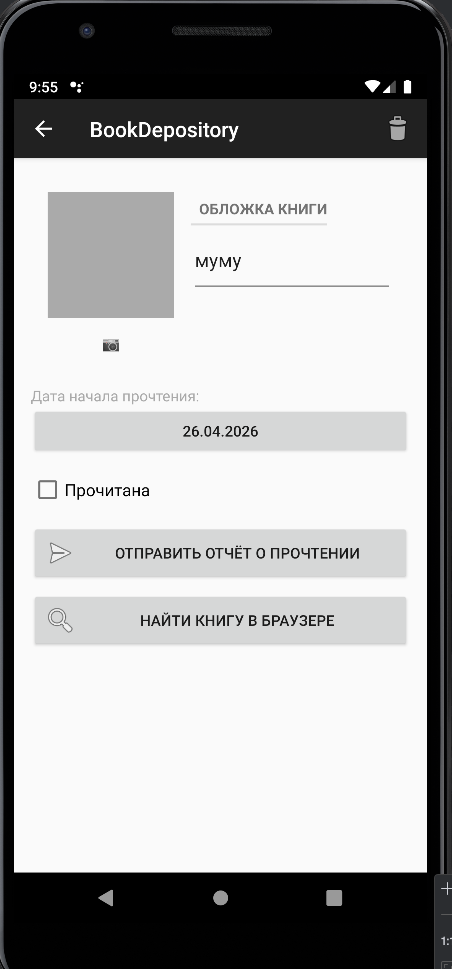 9:55
BookDepository
ОБЛОЖКА КНИГИ
муму
Дата начала прочтения:
26.04.2026
Прочитана
ОТПРАВИТЬ ОТЧЁТ О ПРОЧТЕНИИ
НАЙТИ КНИГУ В БРАУЗЕРЕ